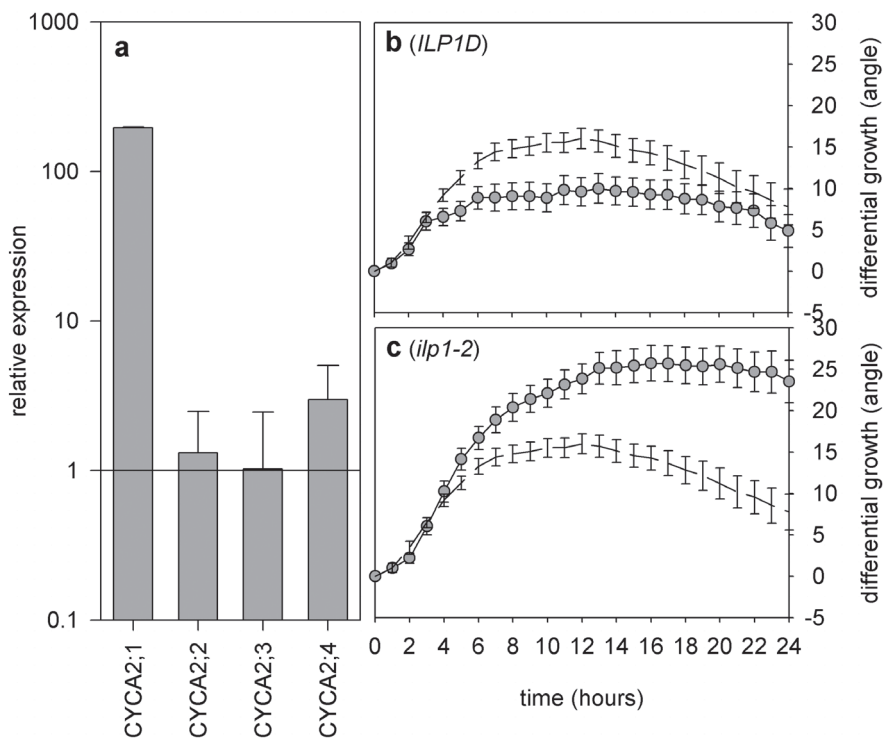 a
relative expression
1000
100
10
1
0.1
CYCA2;1
CYCA2;2
CYCA2;3
CYCA2;4
b (ILP1D)
30
25
20
15
10
5
0
-5
differential growth (angle)
c (ilp1-2)
30
25
20
15
10
5
0
-5
differential growth (angle)
0 2 4 6 8 10 12 14 16 18 20 22 24
time (hours)